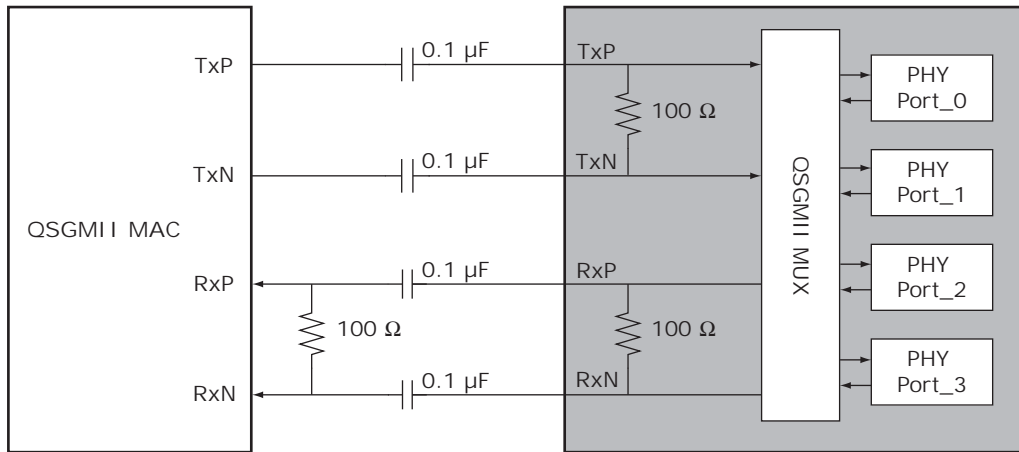 QSGMII MAC
TxP
TxN
RxP
RxN
0.1 µF
0.1 µF
0.1 µF
0.1 µF
100 Ω
TxP
TxN
RxP
RxN
100 Ω
100 Ω
QSGMII MUX
PHY
Port_0
PHY
Port_1
PHY
Port_2
PHY
Port_3